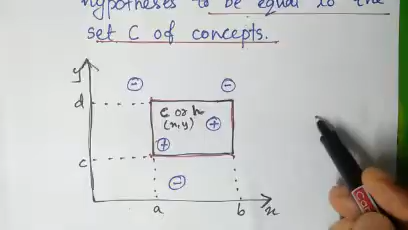 hypotheses to be equal to the
set C of concepts.
y
d
c
c or h
(x,y)
a
b
x